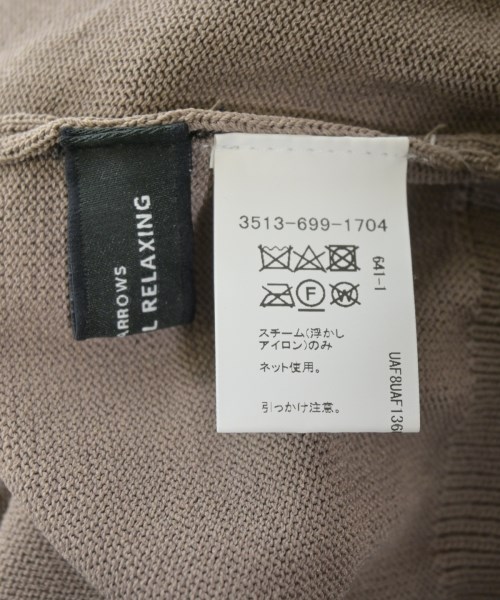 ARROWS
L RELAXING
3513-699-1704
641-1
F W
スチーム(浮かし
アイロン)のみ
ネット使用。
引っかけ注意。
UAF8UAF136